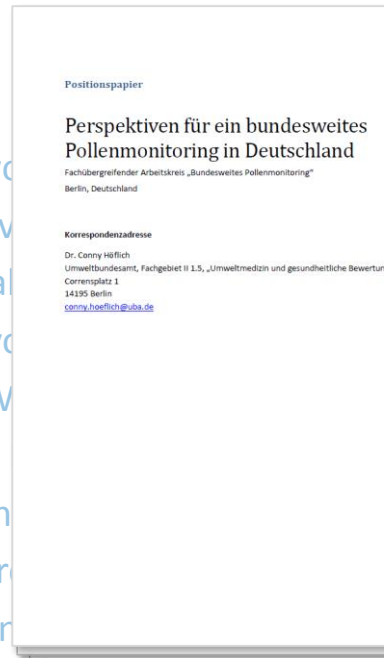 Positionspapier
Perspektiven für ein bundesweites
Pollenmonitoring in Deutschland
Fachübergreifender Arbeitskreis „Bundesweites Pollenmonitoring“
Berlin, Deutschland
Korrespondenzadresse
Dr. Conny Höflich
Umweltbundesamt, Fachgebiet II 1.5, „Umweltmedizin und gesundheitliche
Corrensplatz 1
14195 Berlin
conny.hoeflich@uba.de